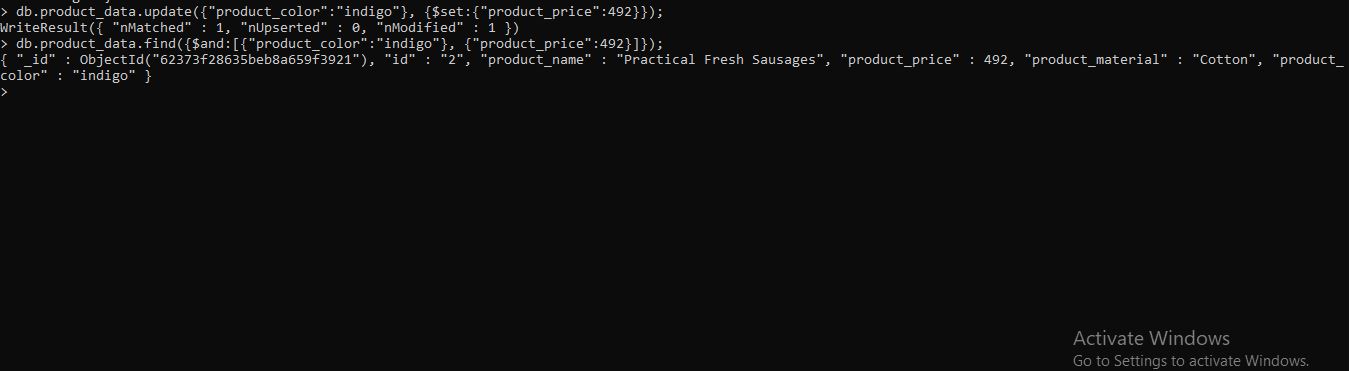 > db.product_data.update({"product_color":"indigo"}, {$set:{"product_price":492}});
WriteResult({ "nMatched" : 1, "nUpserted" : 0, "nModified" : 1 })
> db.product_data.find({$and:[{"product_color":"indigo"}, {"product_price":492}]});
{ "_id" : ObjectId("62373f28635beb8a659f3921"), "id" : "2", "product_name" : "Practical Fresh Sausages", "product_price" : 492, "product_material" : "Cotton", "product_
color" : "indigo" }
>
Activate Windows
Go to Settings to activate Windows.